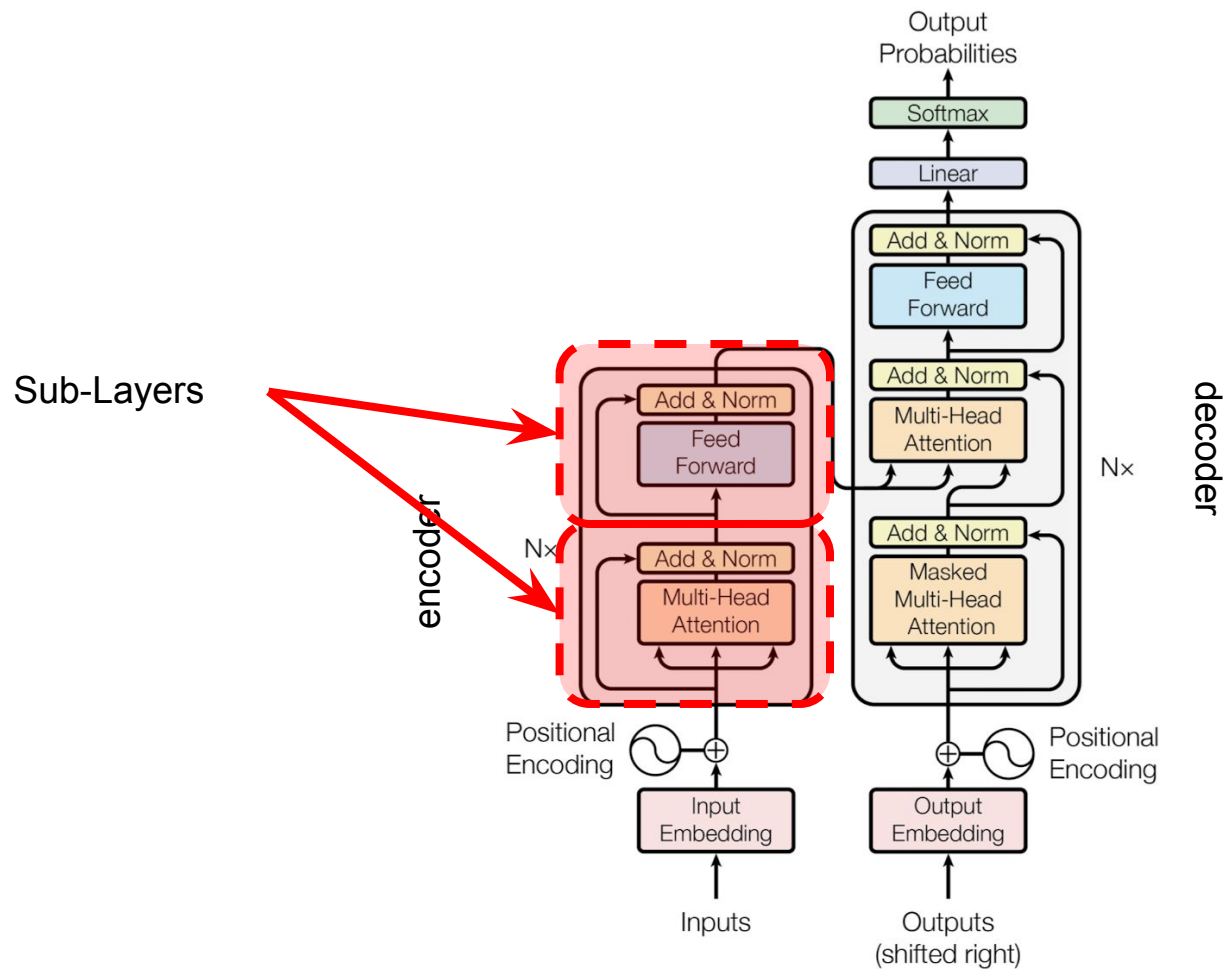 Output
Probabilities
Softmax
Linear
Add & Norm
Feed
Forward
Add & Norm
Multi-Head
Attention
Add & Norm
Masked
Multi-Head
Attention
Nx
decoder
Sub-Layers
encoder
Add & Norm
Feed
Forward
Nx
Add & Norm
Multi-Head
Attention
Positional
Encoding
Input
Embedding
Inputs
Positional
Encoding
Output
Embedding
Outputs
(shifted right)